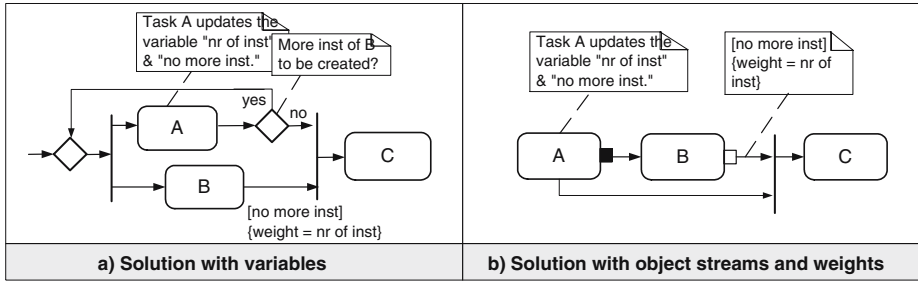 Task A updates the
variable "nr of inst"
& "no more inst."
More inst of B
to be created?
yes
no
A
B
C
[no more inst]
{weight = nr of inst}
a) Solution with variables
Task A updates the
variable "nr of inst"
& "no more inst."
[no more inst]
{weight = nr of
inst}
A
B
C
b) Solution with object streams and weights